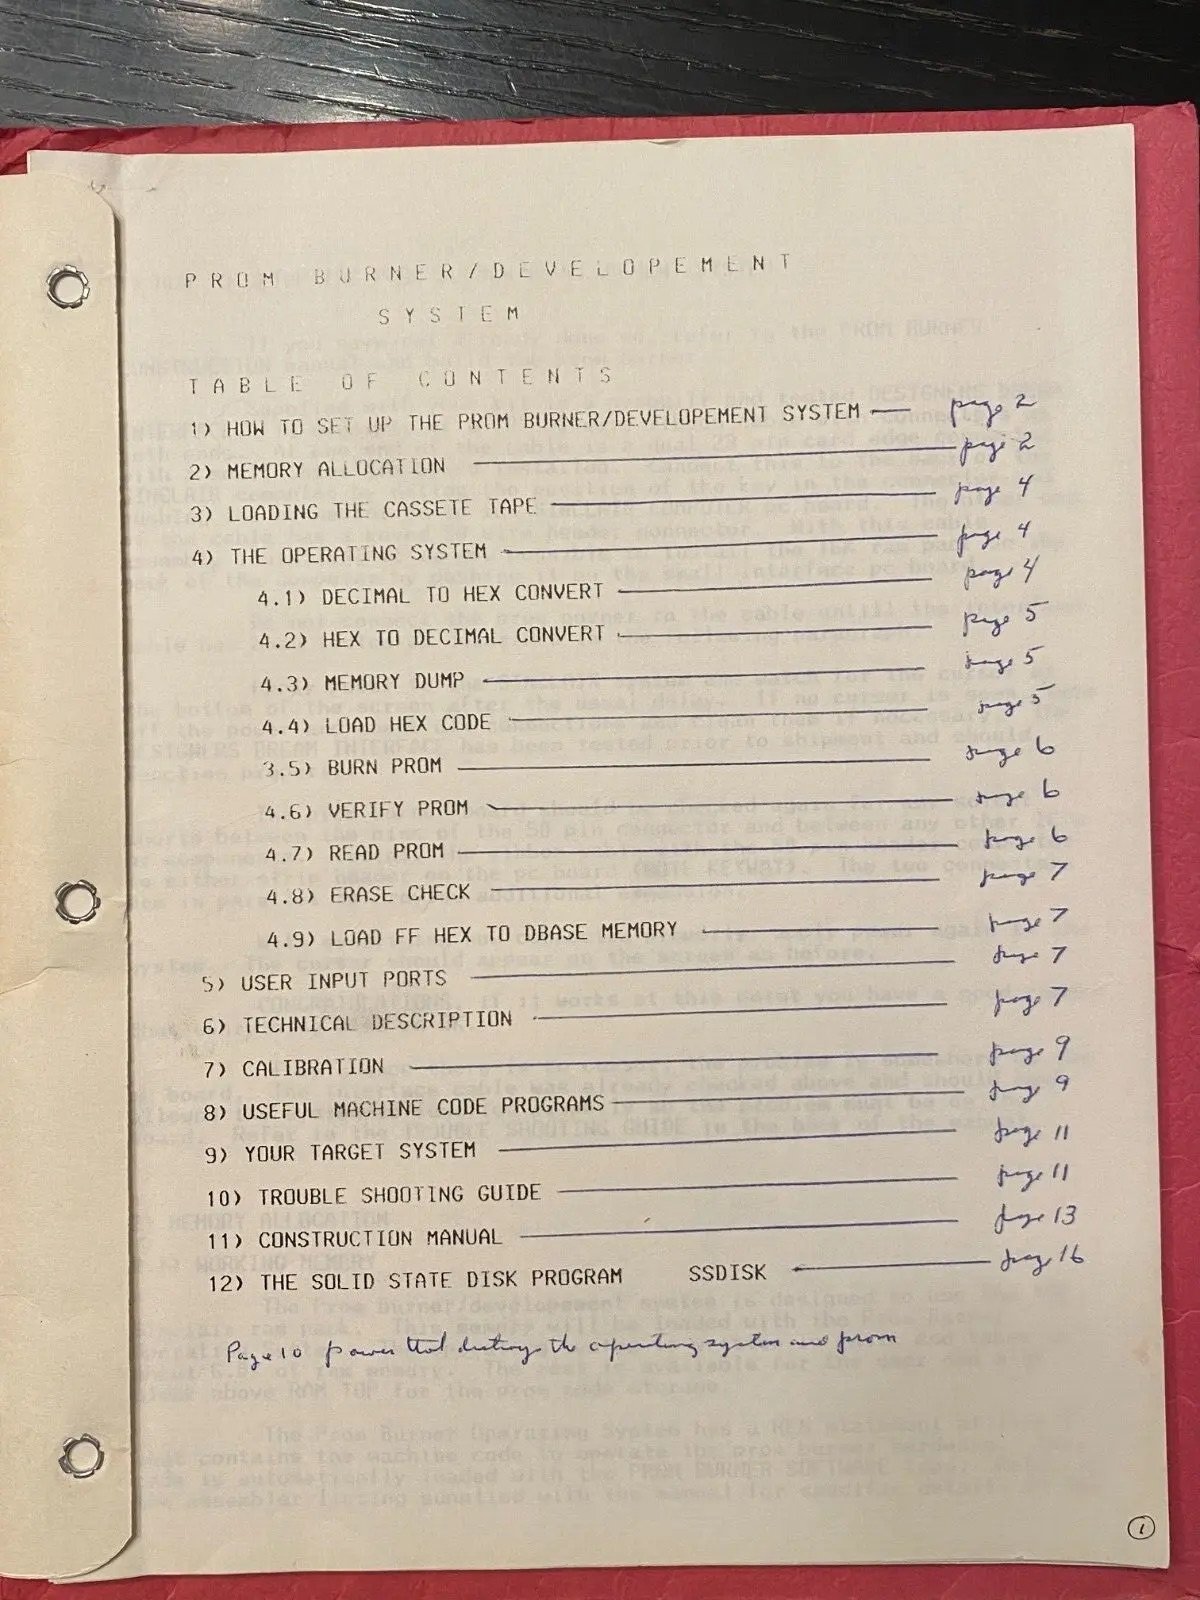 PROM BURNER/DEVELOPEMENT
SYSTEM
TABLE OF CONTENTS
1) HOW TO SET UP THE PROM BURNER/DEVELOPEMENT SYSTEM page 2
2) MEMORY ALLOCATION page 2
3) LOADING THE CASSETE TAPE page 4
4) THE OPERATING SYSTEM page 4
4.1) DECIMAL TO HEX CONVERT page 4
4.2) HEX TO DECIMAL CONVERT page 5
4.3) MEMORY DUMP page 5
4.4) LOAD HEX CODE page 5
3.5) BURN PROM page 6
4.6) VERIFY PROM page 6
4.7) READ PROM page 6
4.8) ERASE CHECK page 7
4.9) LOAD FF HEX TO DBASE MEMORY page 7
5) USER INPUT PORTS page 7
6) TECHNICAL DESCRIPTION page 7
7) CALIBRATION page 9
8) USEFUL MACHINE CODE PROGRAMS page 9
9) YOUR TARGET SYSTEM page 11
10) TROUBLE SHOOTING GUIDE page 11
11) CONSTRUCTION MANUAL page 13
12) THE SOLID STATE DISK PROGRAM SSDISK page 16
Page 10 power that destroys the operating system and prom
1